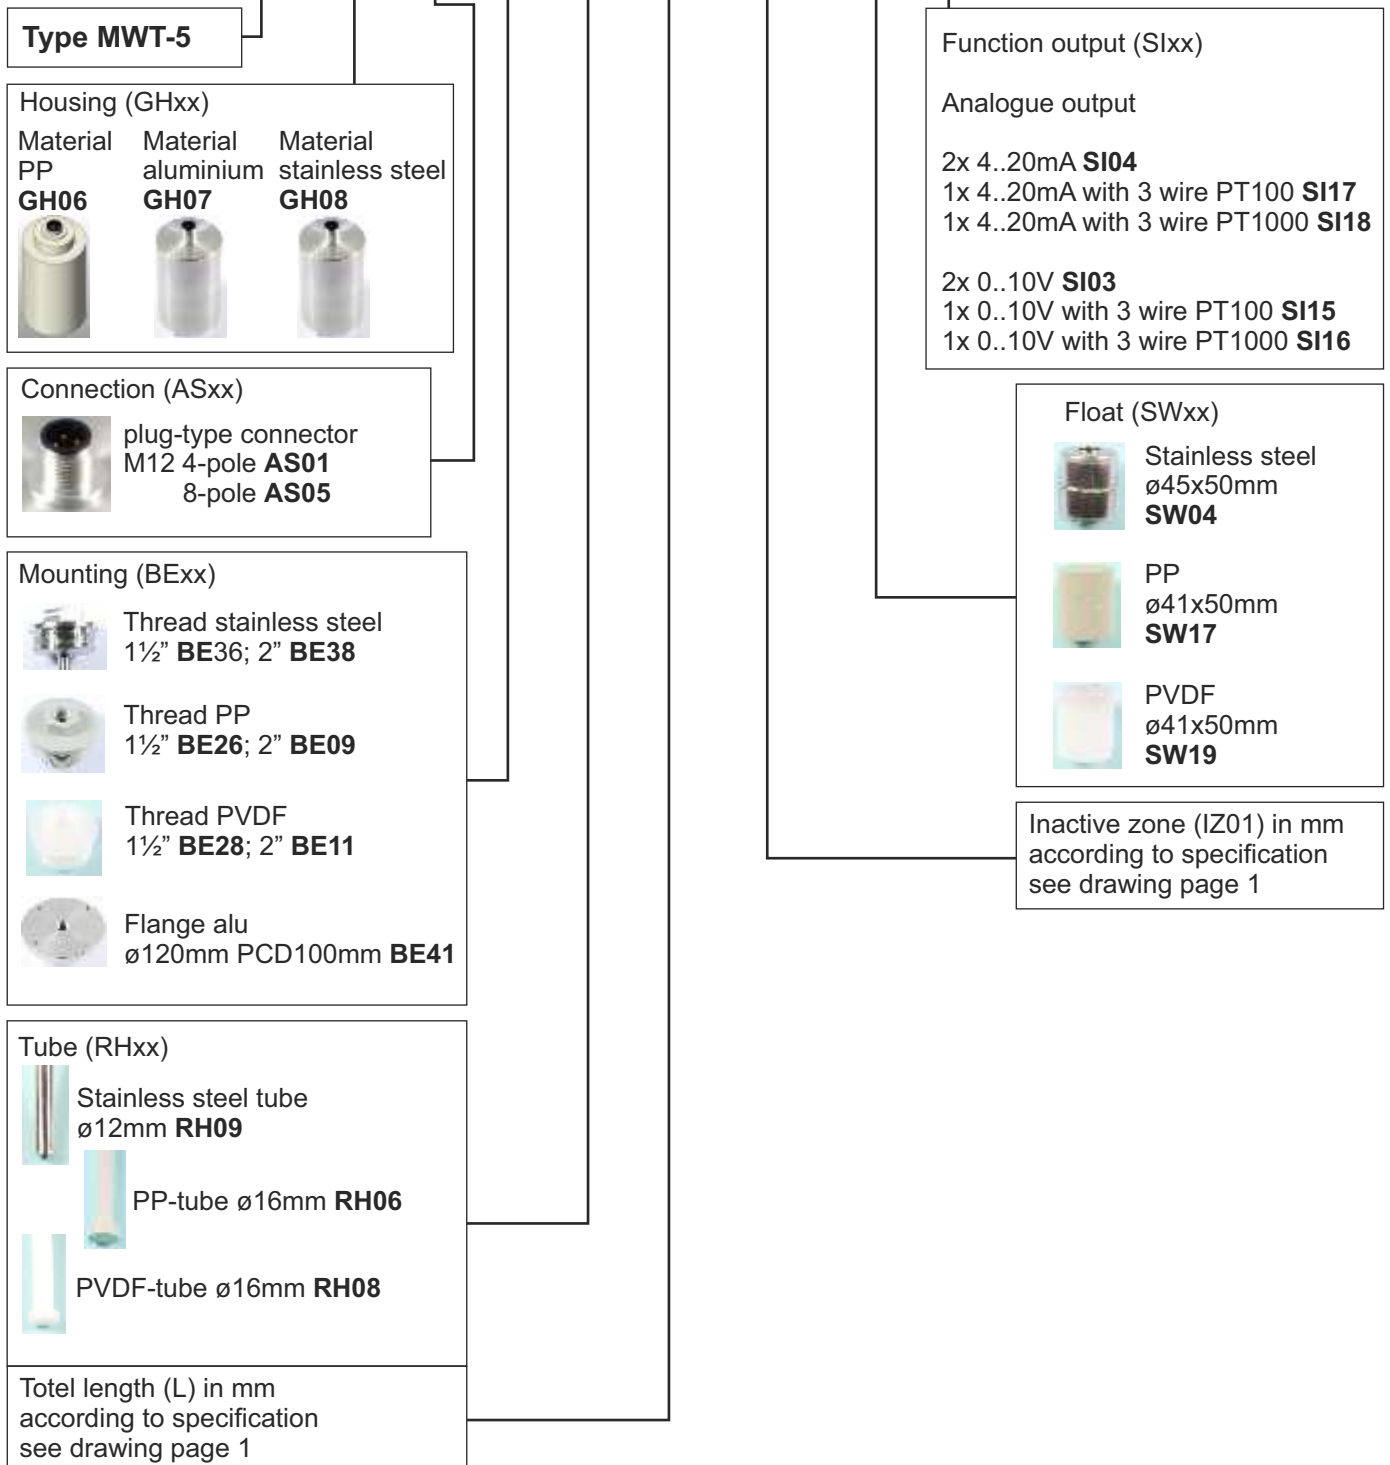 Type MWT-5
Housing (GHxx)
Material Material Material
PP aluminium stainless steel
GH06 GH07 GH08
Connection (ASxx)
plug-type connector
M12 4-pole AS01
8-pole AS05
Mounting (BExx)
Thread stainless steel
1½” BE36; 2” BE38
Thread PP
1½” BE26; 2” BE09
Thread PVDF
1½” BE28; 2” BE11
Flange alu
ø120mm PCD100mm BE41
Tube (RHxx)
Stainless steel tube
ø12mm RH09
PP-tube ø16mm RH06
PVDF-tube ø16mm RH08
Totel length (L) in mm
according to specification
see drawing page 1
Function output (SIxx)
Analogue output
2x 4..20mA SI04
1x 4..20mA with 3 wire PT100 SI17
1x 4..20mA with 3 wire PT1000 SI18
2x 0..10V SI03
1x 0..10V with 3 wire PT100 SI15
1x 0..10V with 3 wire PT1000 SI16
Float (SWxx)
Stainless steel
ø45x50mm
SW04
PP
ø41x50mm
SW17
PVDF
ø41x50mm
SW19
Inactive zone (IZ01) in mm
according to specification
see drawing page 1